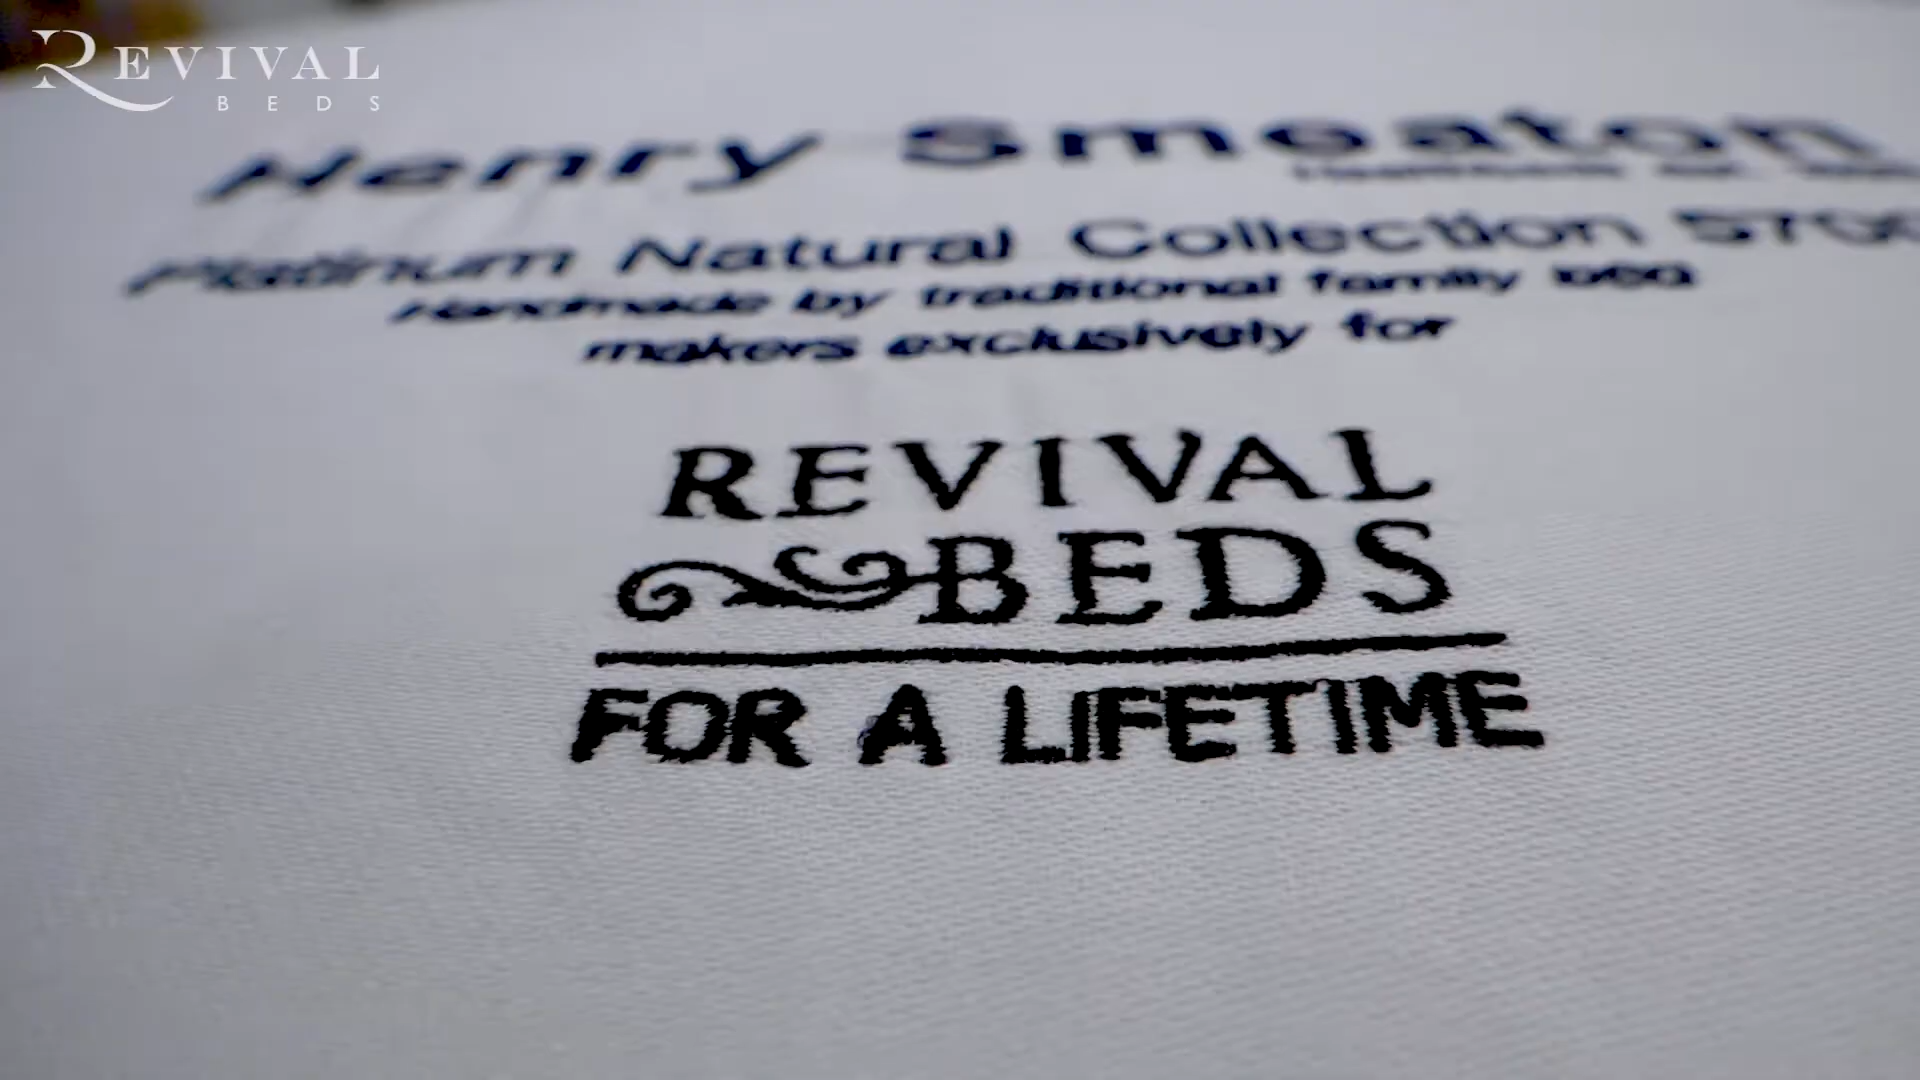 REVIVAL
BEDS
Henry Smeaton
Platinum Natural Collection
Handmade by traditional family bed
makers exclusively for
REVIVAL
BEDS
FOR A LIFETIME